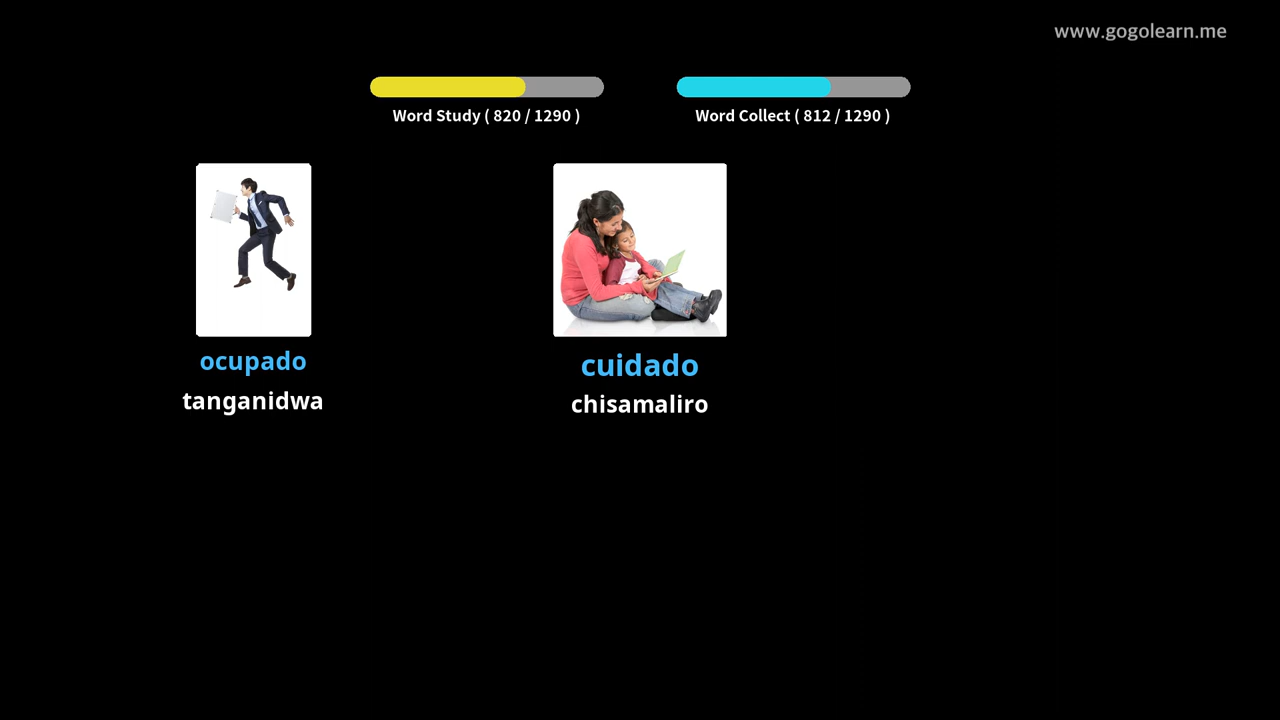 www.gogolearn.me
Word Study ( 820 / 1290 )
Word Collect ( 812 / 1290 )
ocupado
tanganidwa
cuidado
chisamaliro